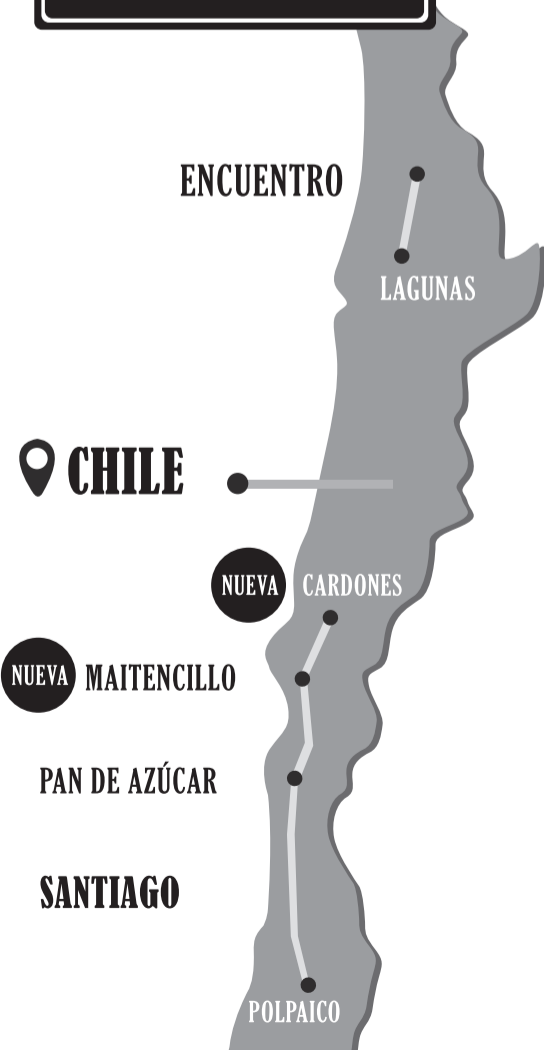 ENCUENTRO
LAGUNAS
CHILE
NUEVA CARDONES
NUEVA MAITENCILLO
PAN DE AZÚCAR
SANTIAGO
POLPAICO